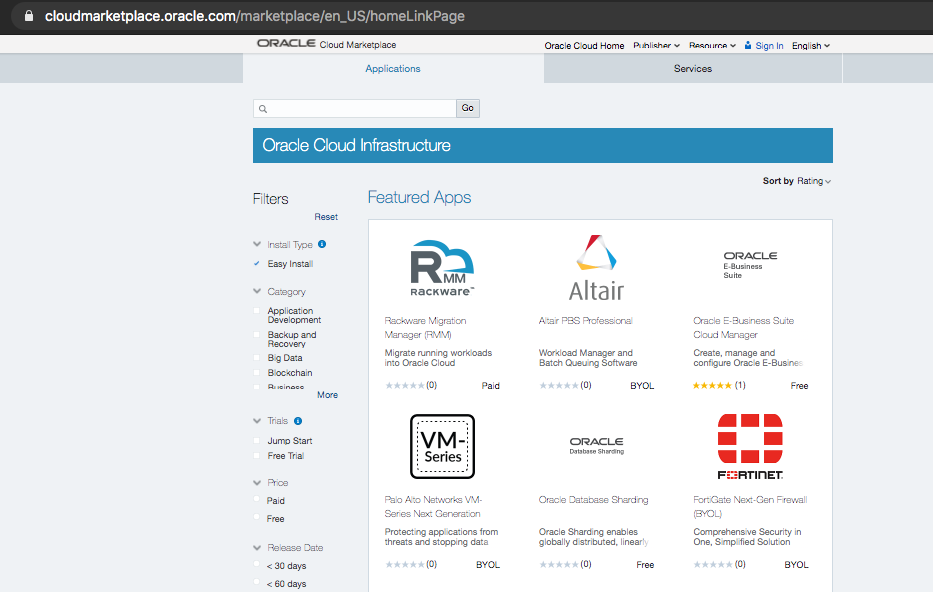 cloudmarketplace.oracle.com/marketplace/en_US/homeLinkPage
ORACLE Cloud Marketplace
Oracle Cloud Home Publisher Resource Sign In English
Applications
Services
Go
Oracle Cloud Infrastructure
Sort by Rating
Filters
Reset
Install Type
Easy Install
Category
Application
Development
Backup and
Recovery
Big Data
Blockchain
Business
More
Trials
Jump Start
Free Trial
Price
Paid
Free
Release Date
< 30 days
< 60 days
Featured Apps
RMM
RACKWARE™
Rackware Migration
Manager (RMM)
Migrate running workloads
into Oracle Cloud
(0) Paid
Altair
Altair PBS Professional
Workload Manager and
Batch Queuing Software
(0) BYOL
ORACLE
E-Business
Suite
Oracle E-Business Suite
Cloud Manager
Create, manage and
configure Oracle E-Busines
(1) Free
VM-
Series
Palo Alto Networks VM-
Series Next Generation
Protecting applications from
threats and stopping data
(0) BYOL
ORACLE
Database Sharding
Oracle Database Sharding
Oracle Sharding enables
globally distributed, linearly
(0) Free
FORTINET
FortiGate Next-Gen Firewall
(BYOL)
Comprehensive Security in
One, Simplified Solution
(0) BYOL